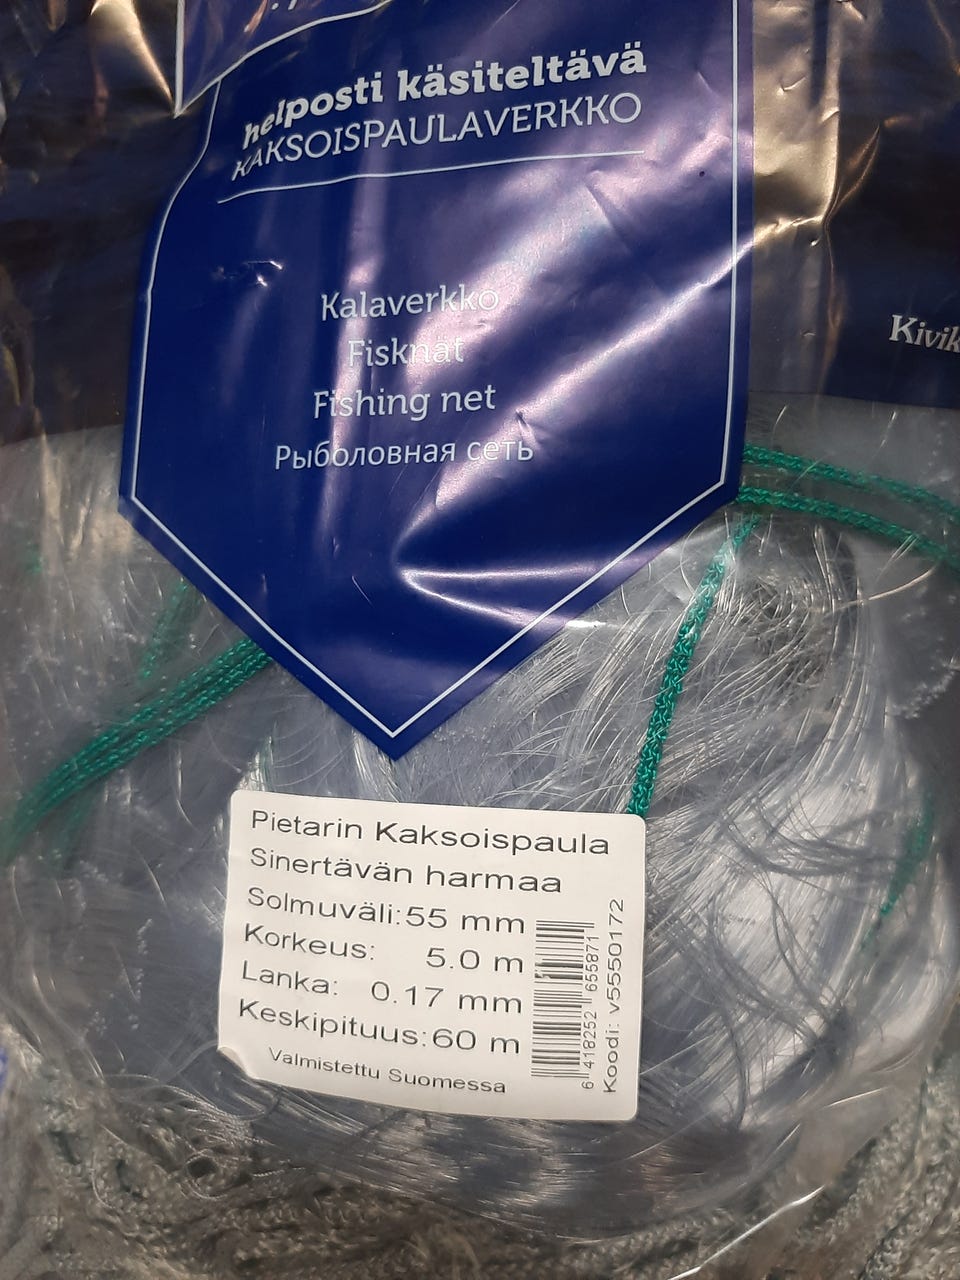 helposti käsiteltävä
KAKSOISPAULAVERKKO
Kalaverkko
Fisknät
Fishing net
Рыболовная сеть
Pietarin Kaksoispaula
Sinertävän harmaa
Solmuväli: 55 mm
Korkeus: 5.0 m
Lanka: 0.17 mm
Keskipituus: 60 m
Valmistettu Suomessa
6 418252 655871
Koodi: v5550172